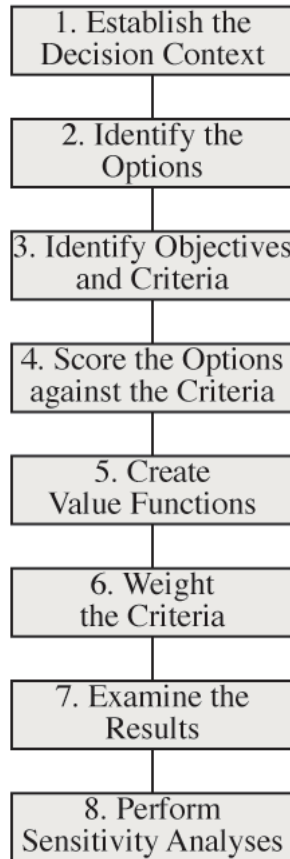 1. Establish the
Decision Context
2. Identify the
Options
3. Identify Objectives
and Criteria
4. Score the Options
against the Criteria
5. Create
Value Functions
6. Weight
the Criteria
7. Examine the
Results
8. Perform
Sensitivity Analyses